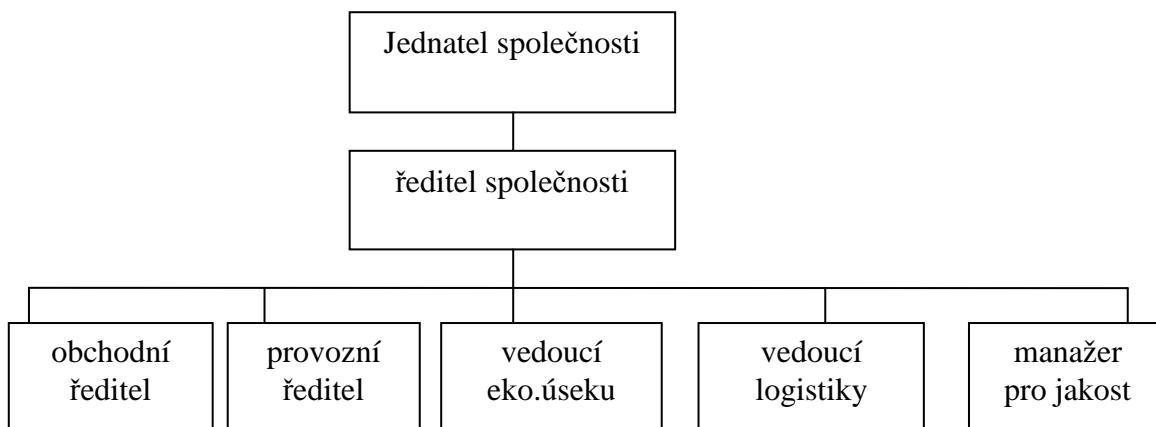 Jednatel společnosti
ředitel společnosti
obchodní
ředitel
provozní
ředitel
vedoucí
eko.úseku
vedoucí
logistiky
manažer
pro jakost